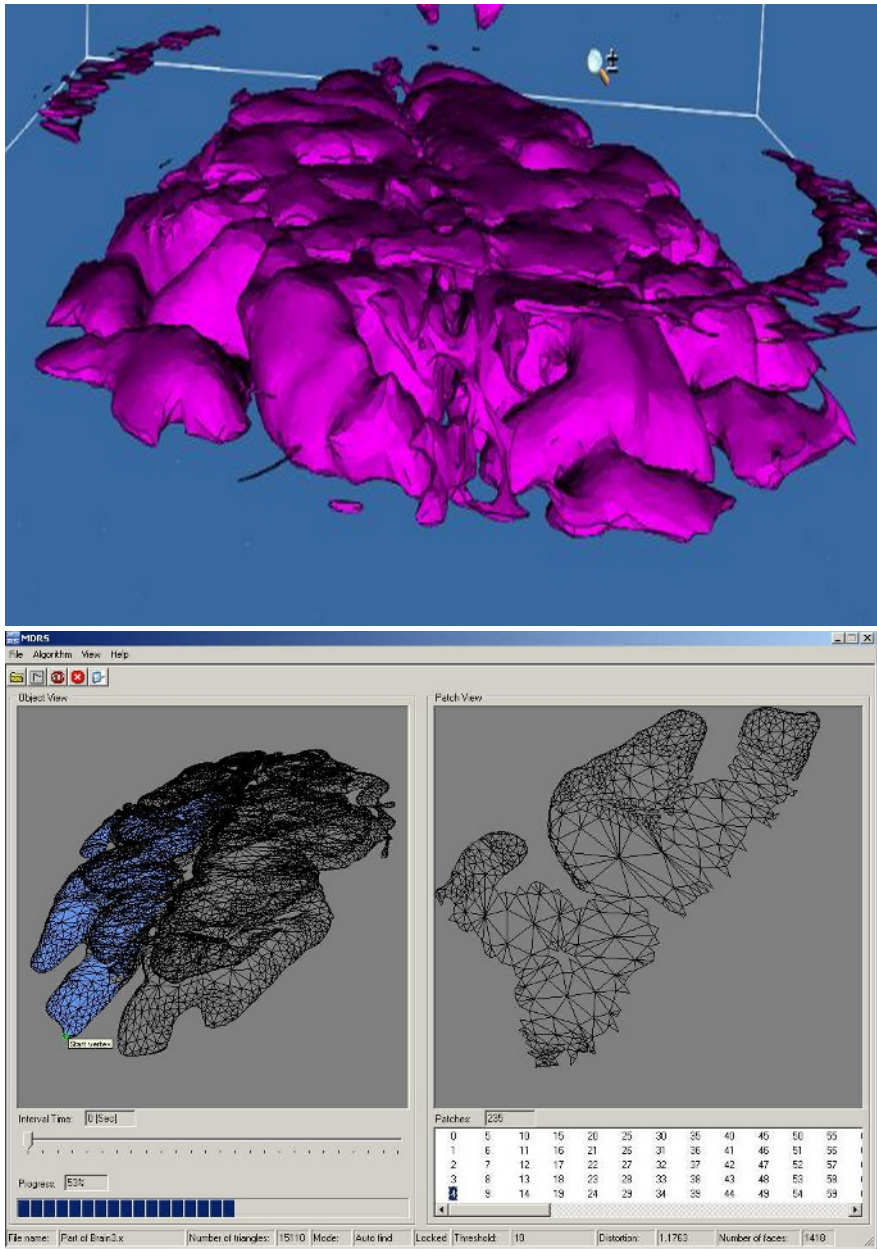 MDRS
File Algorithm View Help
Object View
Patch View
Start vertex
Interval Time: 0 [Sec]
Patches: 235
0 5 10 15 20 25 30 35 40 45 50 55
1 6 11 16 21 26 31 36 41 46 51 56
2 7 12 17 22 27 32 37 42 47 52 57
3 8 13 18 23 28 33 38 43 48 53 58
4 9 14 19 24 29 34 39 44 49 54 59
Progress: 53%
File name: Part of Brain3.x Number of triangles: 15110 Mode: Auto find Locked Threshold: 10 Distortion: 1.1763 Number of faces: 1410